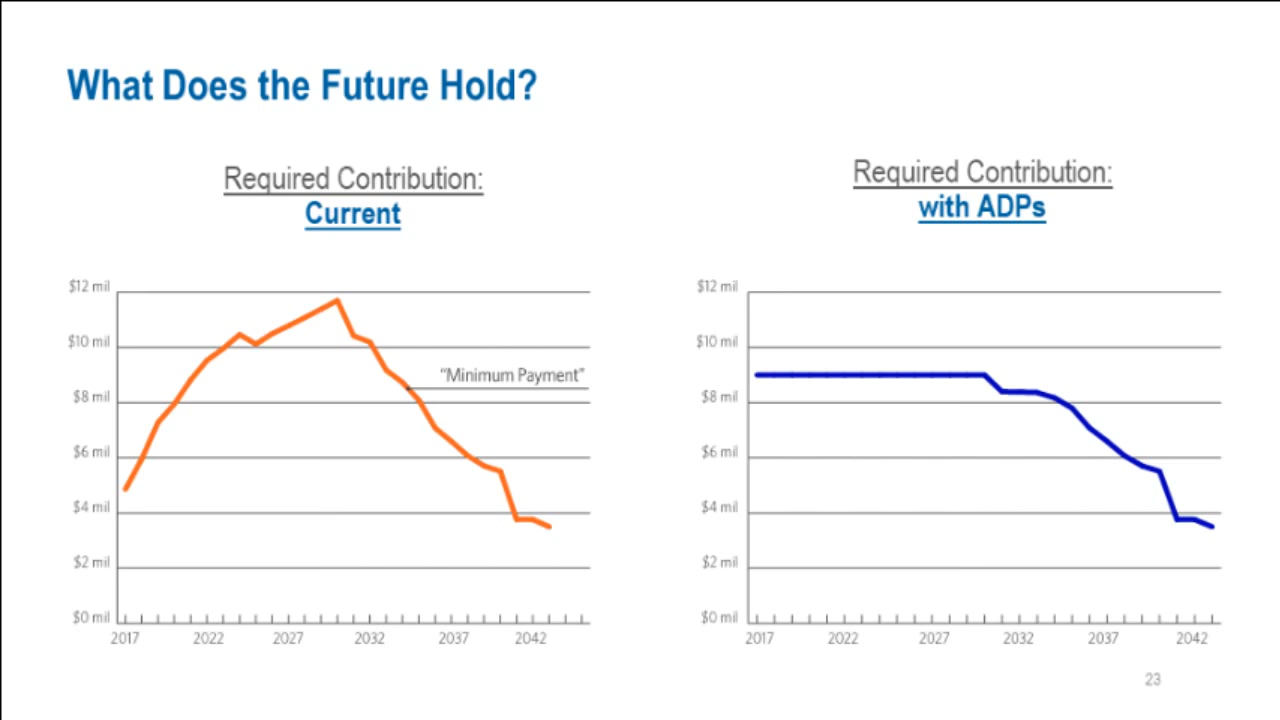 What Does the Future Hold?
Required Contribution:
Current
$12 mil
$10 mil
$8 mil
$6 mil
$4 mil
$2 mil
$0 mil
"Minimum Payment"
2017 2022 2027 2032 2037 2042
Required Contribution:
with ADPs
$12 mil
$10 mil
$8 mil
$6 mil
$4 mil
$2 mil
$0 mil
2017 2022 2027 2032 2037 2042
23